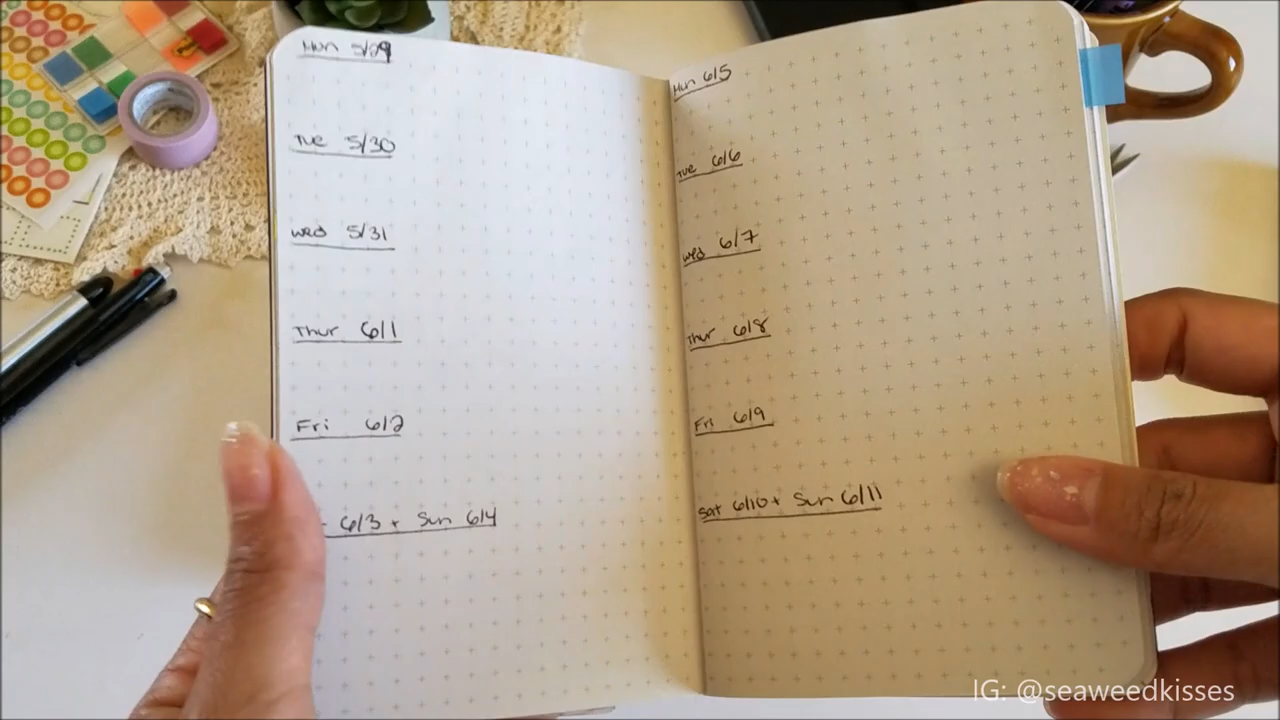 Mon 5/29
Tue 5/30
Wed 5/31
Thur 6/1
Fri 6/2
6/3 + Sun 6/4
Mon 6/5
Tue 6/6
Wed 6/7
Thur 6/8
Fri 6/9
Sat 6/10 + Sun 6/11
IG: @seaweedkisses